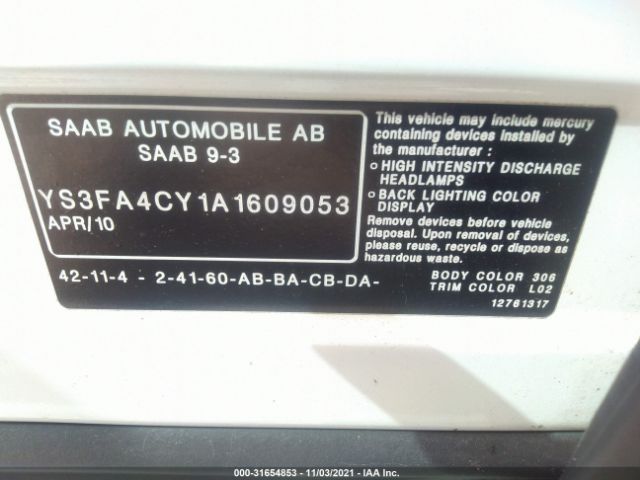 SAAB AUTOMOBILE AB
SAAB 9-3
YS3FA4CY1A1609053
APR/10
42-11-4 - 2-41-60-AB-BA-CB-DA-
This vehicle may include mercury
containing devices installed by
the manufacturer :
o HIGH INTENSITY DISCHARGE
HEADLAMPS
o BACK LIGHTING COLOR
DISPLAY
Remove devices before vehicle
disposal. Upon removal of devices,
please reuse, recycle or dispose as
hazardous waste.
BODY COLOR 306
TRIM COLOR L02
12761317
000-31654853 - 11/03/2021 - IAA Inc.